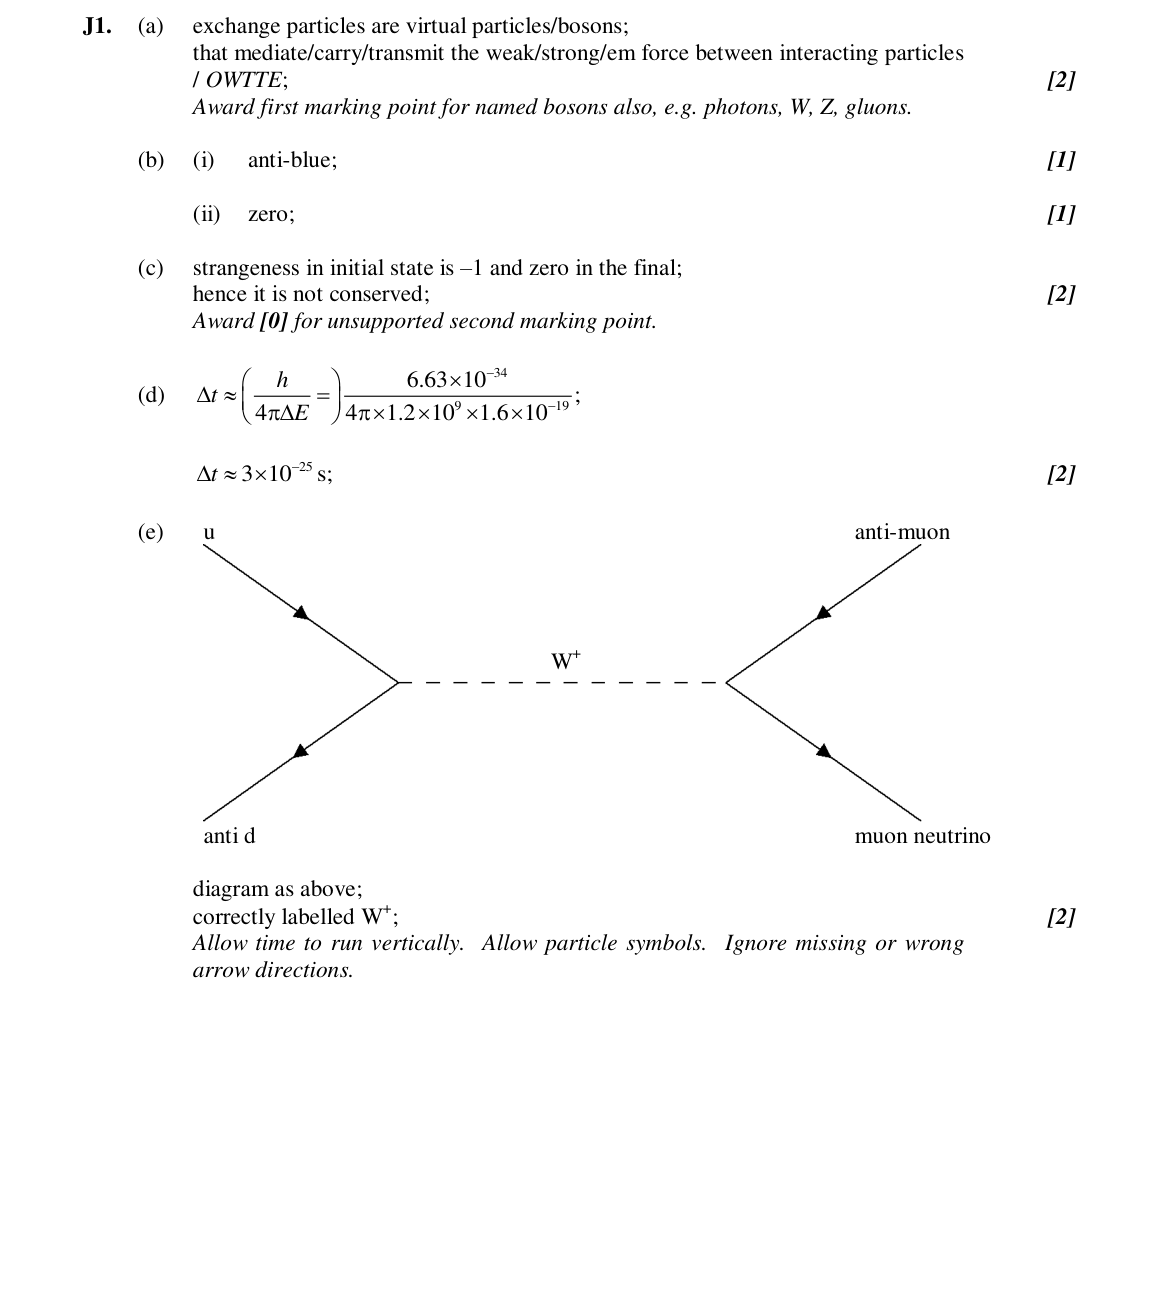 J1. (a) exchange particles are virtual particles/bosons;
that mediate/carry/transmit the weak/strong/em force between interacting particles
/ OWTTE; [2]
Award first marking point for named bosons also, e.g. photons, W, Z, gluons.
(b) (i) anti-blue; [1]
(ii) zero; [1]
(c) strangeness in initial state is –1 and zero in the final;
hence it is not conserved; [2]
Award [0] for unsupported second marking point.
(d) Δt ≈ (h/4πΔE =) 6.63×10⁻³⁴/4π×1.2×10⁹×1.6×10⁻¹⁹;
Δt ≈ 3×10⁻²⁵ s; [2]
(e) u anti-muon
W⁺
anti d muon neutrino
diagram as above;
correctly labelled W⁺; [2]
Allow time to run vertically. Allow particle symbols. Ignore missing or wrong
arrow directions.